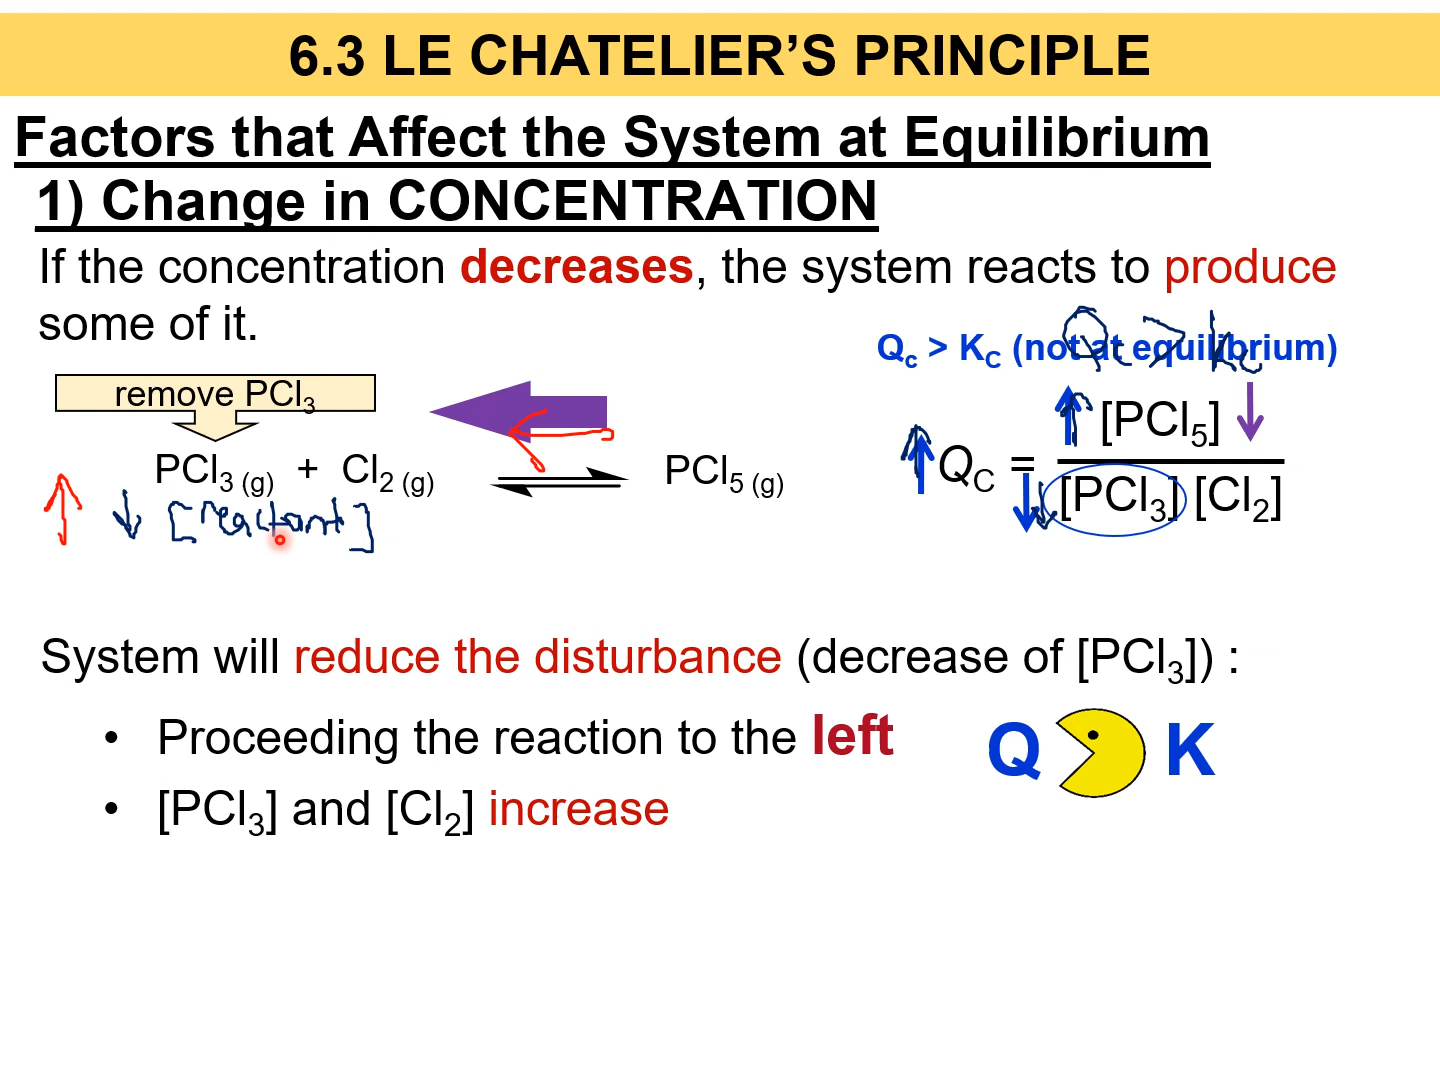 6.3 LE CHATELIER’S PRINCIPLE
Factors that Affect the System at Equilibrium
1) Change in CONCENTRATION
If the concentration decreases, the system reacts to produce
some of it.
Qc > KC (not at equilibrium)
Qc > kc
remove PCl3
PCl3 (g) + Cl2 (g) ⇌ PCl5 (g)
↑ ↓ [reactant]
↑ QC = ↑ [PCl5] ↓
↓ [PCl3] [Cl2]
System will reduce the disturbance (decrease of [PCl3]) :
• Proceeding the reaction to the left
• [PCl3] and [Cl2] increase
Q K